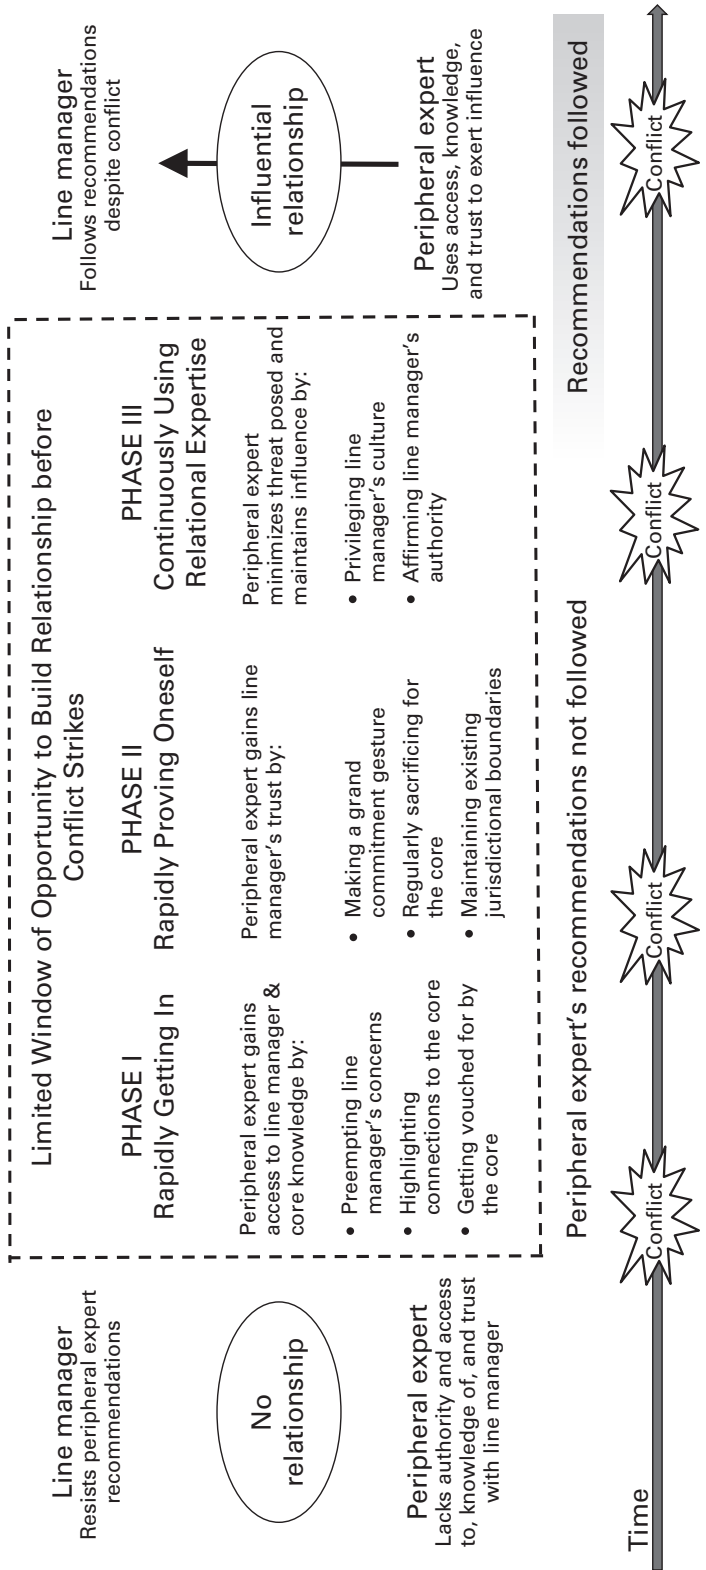 Line manager
Resists peripheral expert
recommendations
No
relationship
Peripheral expert
Lacks authority and access
to, knowledge of, and trust
with line manager
Limited Window of Opportunity to Build Relationship before
Conflict Strikes
PHASE I
Rapidly Getting In
Peripheral expert gains
access to line manager &
core knowledge by:
• Preempting line
manager's concerns
• Highlighting
connections to the core
• Getting vouched for by
the core
PHASE II
Rapidly Proving Oneself
Peripheral expert gains line
manager's trust by:
• Making a grand
commitment gesture
• Regularly sacrificing for
the core
• Maintaining existing
jurisdictional boundaries
PHASE III
Continuously Using
Relational Expertise
Peripheral expert
minimizes threat posed and
maintains influence by:
• Privileging line
manager's culture
• Affirming line manager's
authority
Line manager
Follows recommendations
despite conflict
Influential
relationship
Peripheral expert
Uses access, knowledge,
and trust to exert influence
Peripheral expert's recommendations not followed
Recommendations followed
Time
Conflict
Conflict
Conflict
Conflict